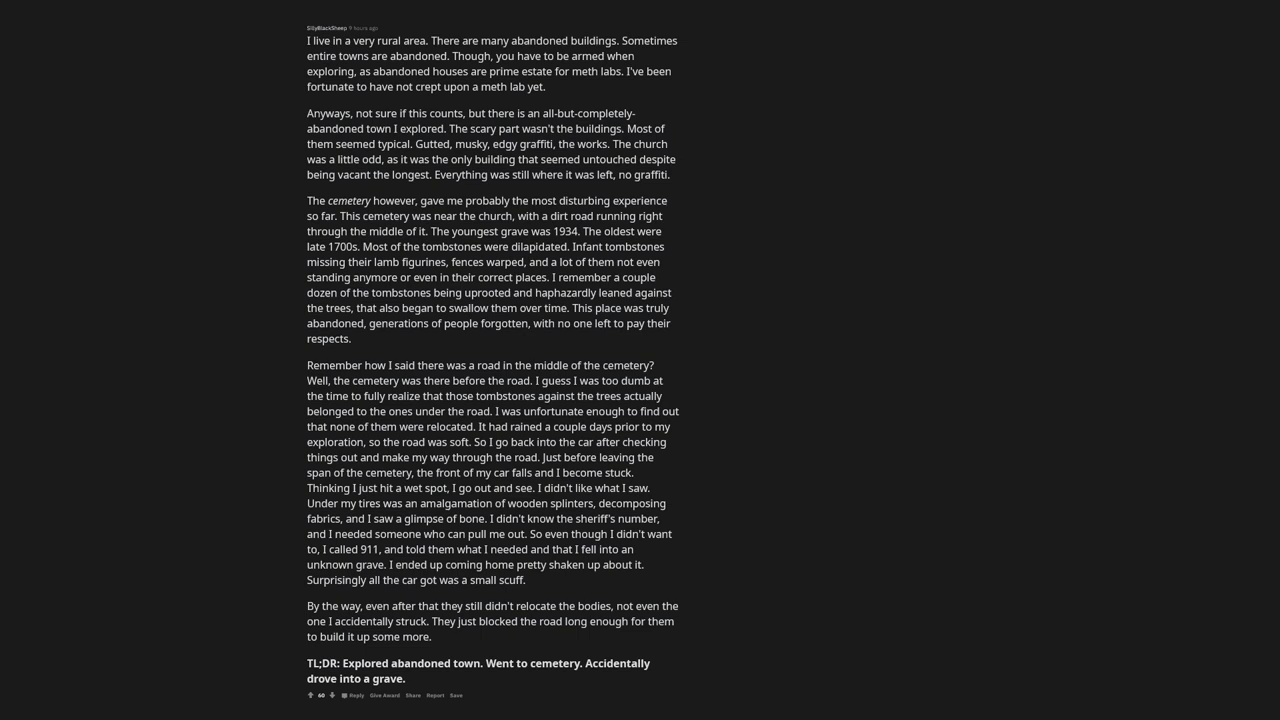 SillyBlackSheep 9 hours ago
I live in a very rural area. There are many abandoned buildings. Sometimes
entire towns are abandoned. Though, you have to be armed when
exploring, as abandoned houses are prime estate for meth labs. I've been
fortunate to have not crept upon a meth lab yet.
Anyways, not sure if this counts, but there is an all-but-completely-
abandoned town I explored. The scary part wasn't the buildings. Most of
them seemed typical. Gutted, musky, edgy graffiti, the works. The church
was a little odd, as it was the only building that seemed untouched despite
being vacant the longest. Everything was still where it was left, no graffiti.
The cemetery however, gave me probably the most disturbing experience
so far. This cemetery was near the church, with a dirt road running right
through the middle of it. The youngest grave was 1934. The oldest were
late 1700s. Most of the tombstones were dilapidated. Infant tombstones
missing their lamb figurines, fences warped, and a lot of them not even
standing anymore or even in their correct places. I remember a couple
dozen of the tombstones being uprooted and haphazardly leaned against
the trees, that also began to swallow them over time. This place was truly
abandoned, generations of people forgotten, with no one left to pay their
respects.
Remember how I said there was a road in the middle of the cemetery?
Well, the cemetery was there before the road. I guess I was too dumb at
the time to fully realize that those tombstones against the trees actually
belonged to the ones under the road. I was unfortunate enough to find out
that none of them were relocated. It had rained a couple days prior to my
exploration, so the road was soft. So I go back into the car after checking
things out and make my way through the road. Just before leaving the
span of the cemetery, the front of my car falls and I become stuck.
Thinking I just hit a wet spot, I go out and see. I didn't like what I saw.
Under my tires was an amalgamation of wooden splinters, decomposing
fabrics, and I saw a glimpse of bone. I didn't know the sheriff's number,
and I needed someone who can pull me out. So even though I didn't want
to, I called 911, and told them what I needed and that I fell into an
unknown grave. I ended up coming home pretty shaken up about it.
Surprisingly all the car got was a small scuff.
By the way, even after that they still didn't relocate the bodies, not even the
one I accidentally struck. They just blocked the road long enough for them
to build it up some more.
TL;DR: Explored abandoned town. Went to cemetery. Accidentally
drove into a grave.
60 Reply Give Award Share Report Save